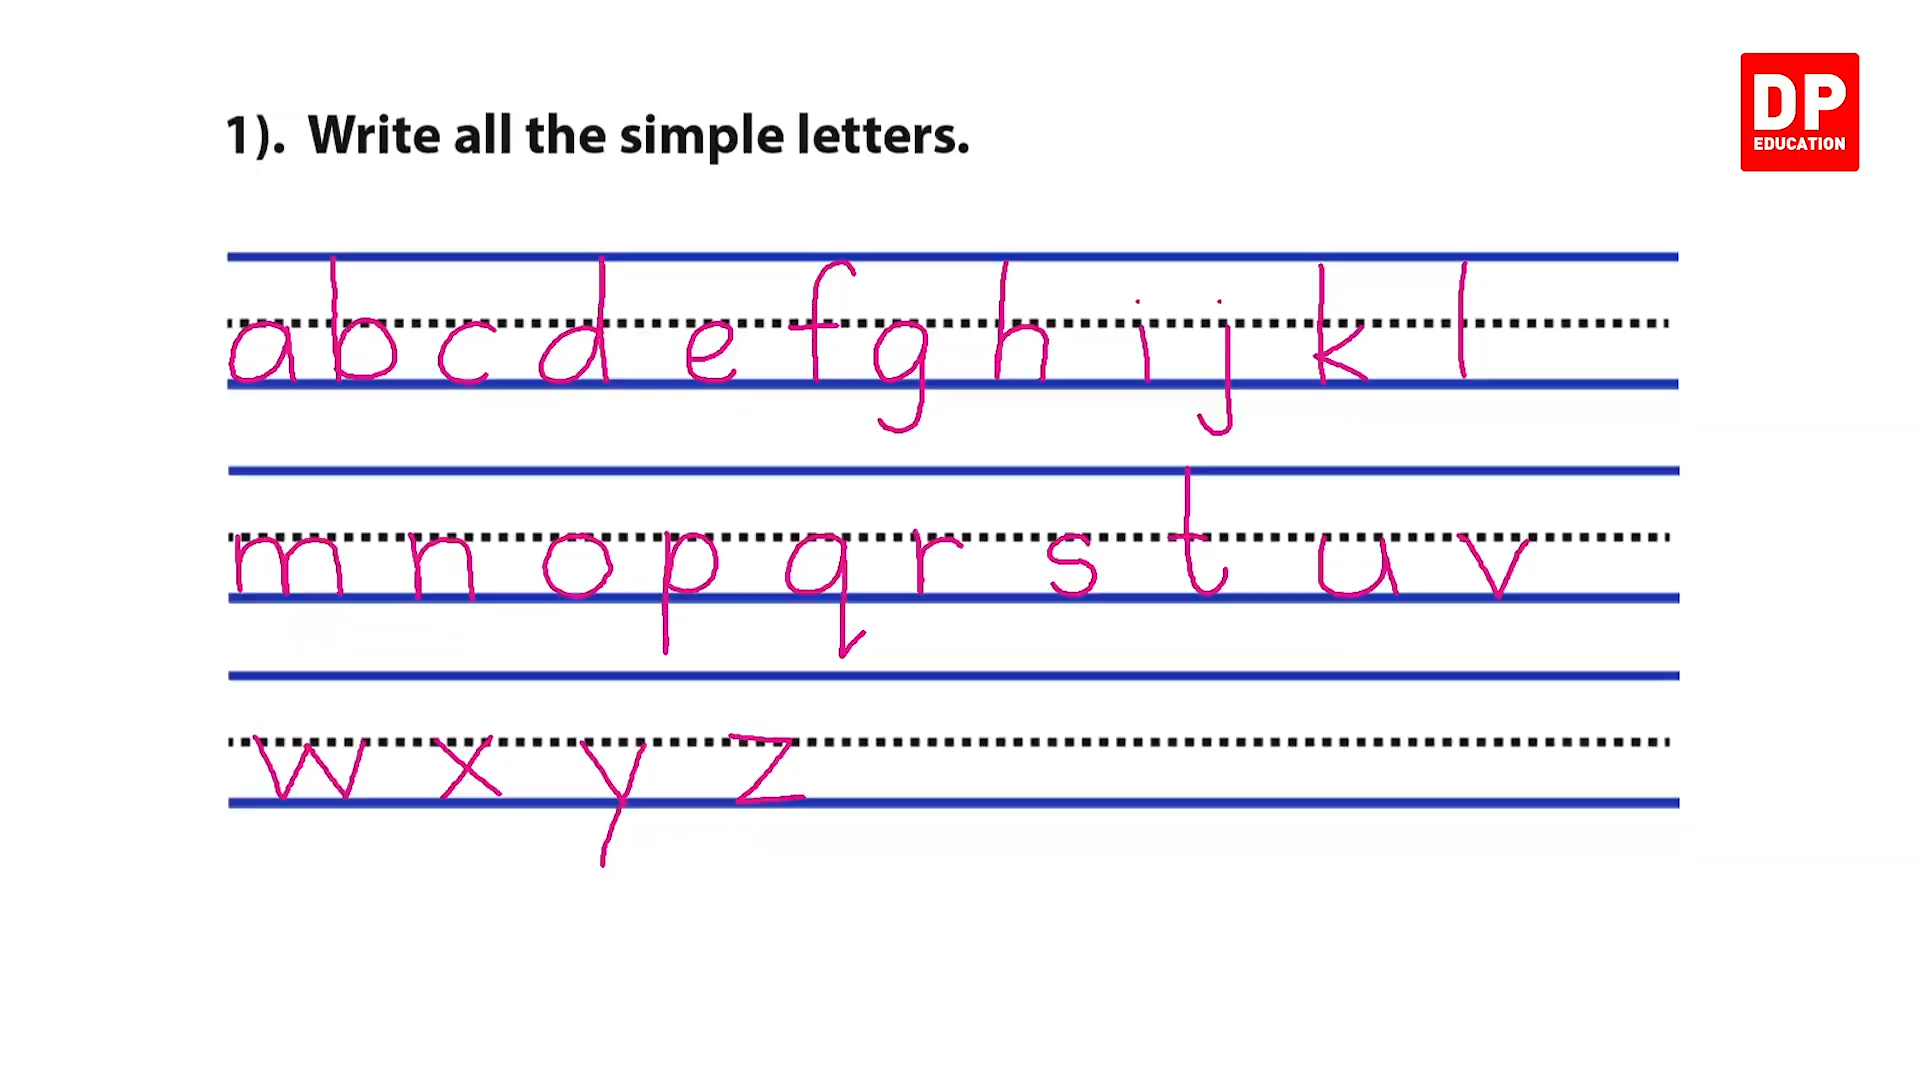 DP
EDUCATION
1). Write all the simple letters.
a b c d e f g h i j k l
m n o p q r s t u v
w x y z